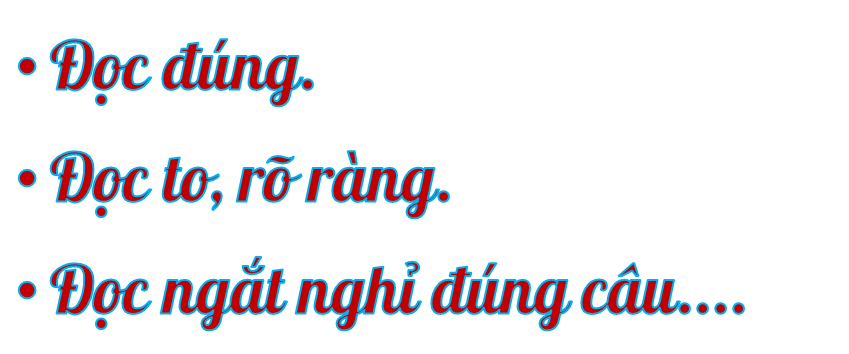 • Đọc đúng.
• Đọc to, rõ ràng.
• Đọc ngắt nghỉ đúng câu....